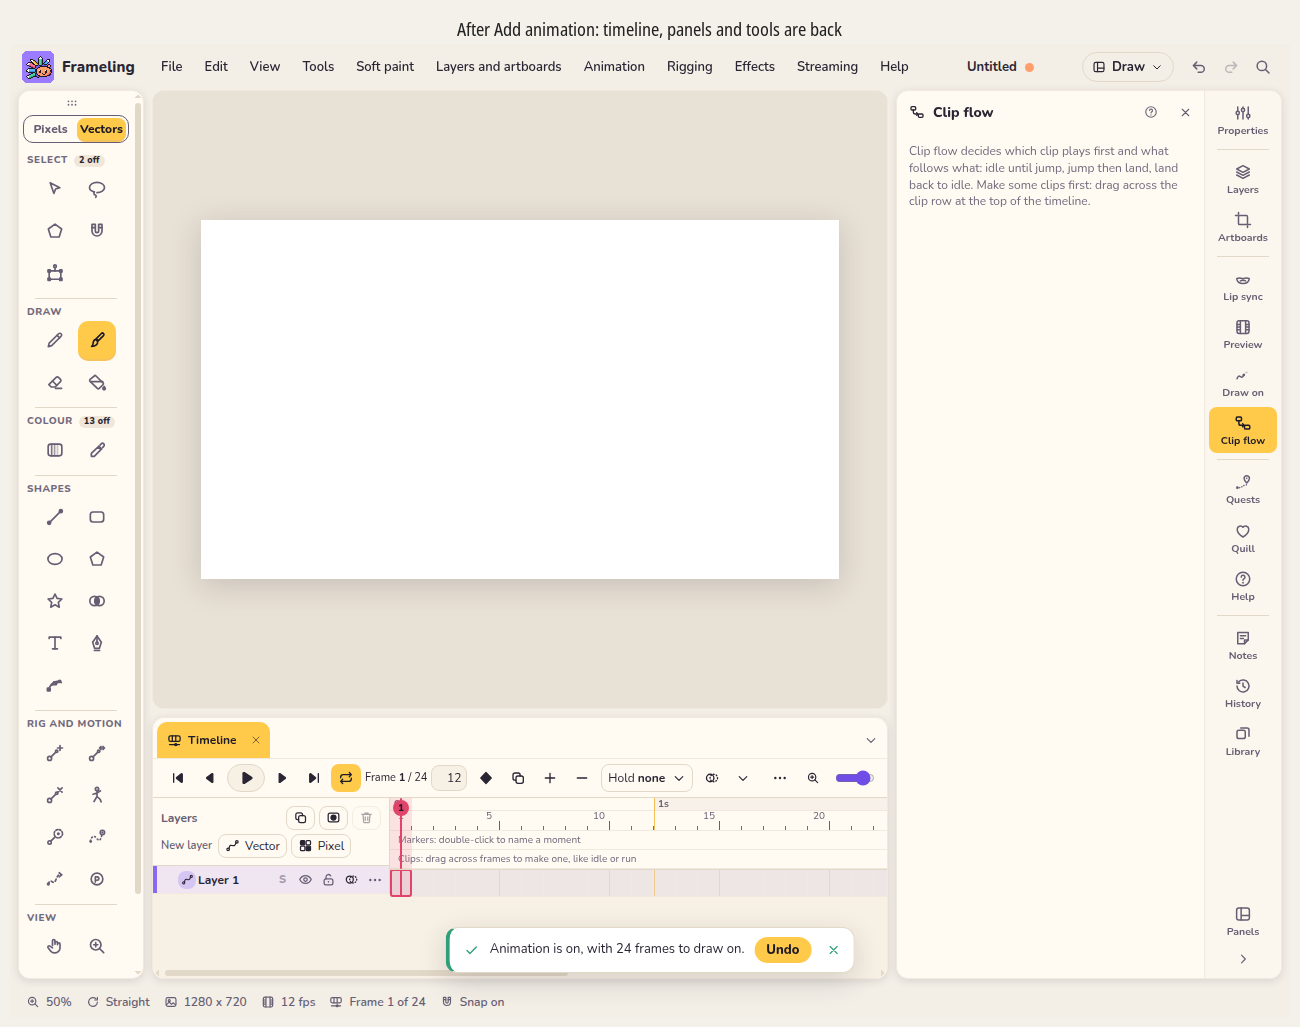 After Add animation: timeline, panels and tools are back
Frameling File Edit View Tools Soft paint Layers and artboards Animation Rigging Effects Streaming Help Untitled Draw
Pixels Vectors
SELECT 2 off
DRAW
COLOUR 13 off
SHAPES
RIG AND MOTION
VIEW
Clip flow
Clip flow decides which clip plays first and what
follows what: idle until jump, jump then land, land
back to idle. Make some clips first: drag across the
clip row at the top of the timeline.
Properties
Layers
Artboards
Lip sync
Preview
Draw on
Clip flow
Quests
Quill
Help
Notes
History
Library
Panels
Timeline
Frame 1 / 24 12 Hold none
1s
Layers 1 5 10 15 20
New layer Vector Pixel
Markers: double-click to name a moment
Clips: drag across frames to make one, like idle or run
Layer 1 S
Animation is on, with 24 frames to draw on. Undo
50% Straight 1280 x 720 12 fps Frame 1 of 24 Snap on